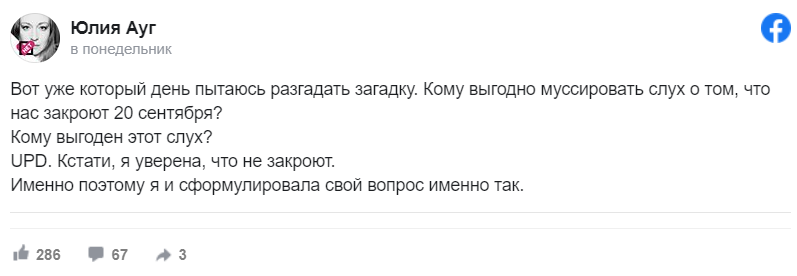 Юлия Ауг
в понедельник
Вот уже который день пытаюсь разгадать загадку. Кому выгодно муссировать слух о том, что
нас закроют 20 сентября?
Кому выгоден этот слух?
UPD. Кстати, я уверена, что не закроют.
Именно поэтому я и сформулировала свой вопрос именно так.
286 67 3